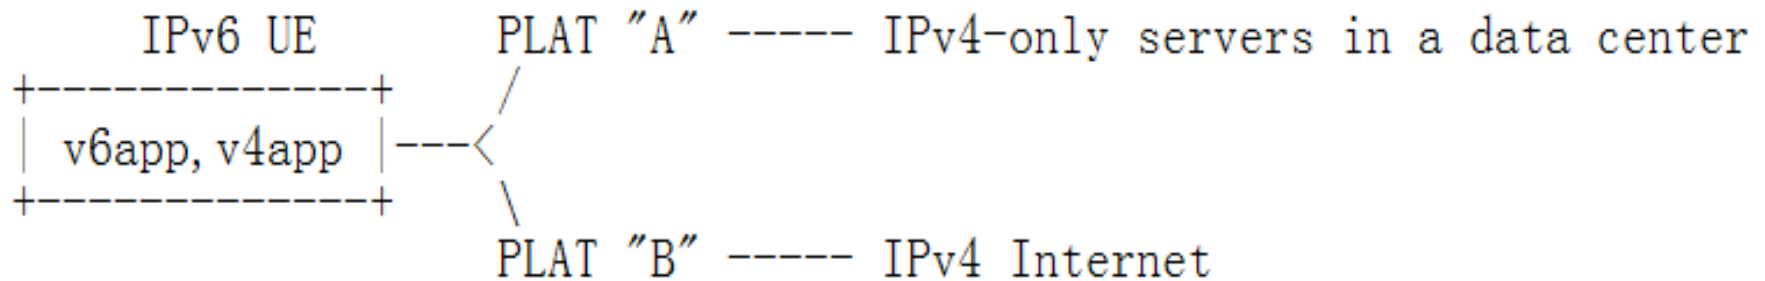 IPv6 UE PLAT "A" ----- IPv4-only servers in a data center
+--------------+ /
| v6app, v4app |---<
+--------------+ \
PLAT "B" ----- IPv4 Internet